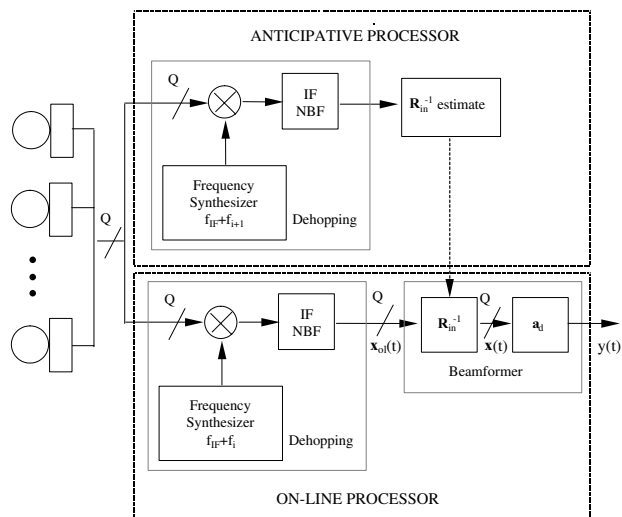 ANTICIPATIVE PROCESSOR
Q
IF
NBF
R_in^-1 estimate
Frequency
Synthesizer
f_IF+f_i+1
Dehopping
Q
Q
IF
NBF
Q
x_ol(t)
R_in^-1
Q
x(t)
a_d
y(t)
Beamformer
Frequency
Synthesizer
f_IF+f_i
Dehopping
ON-LINE PROCESSOR